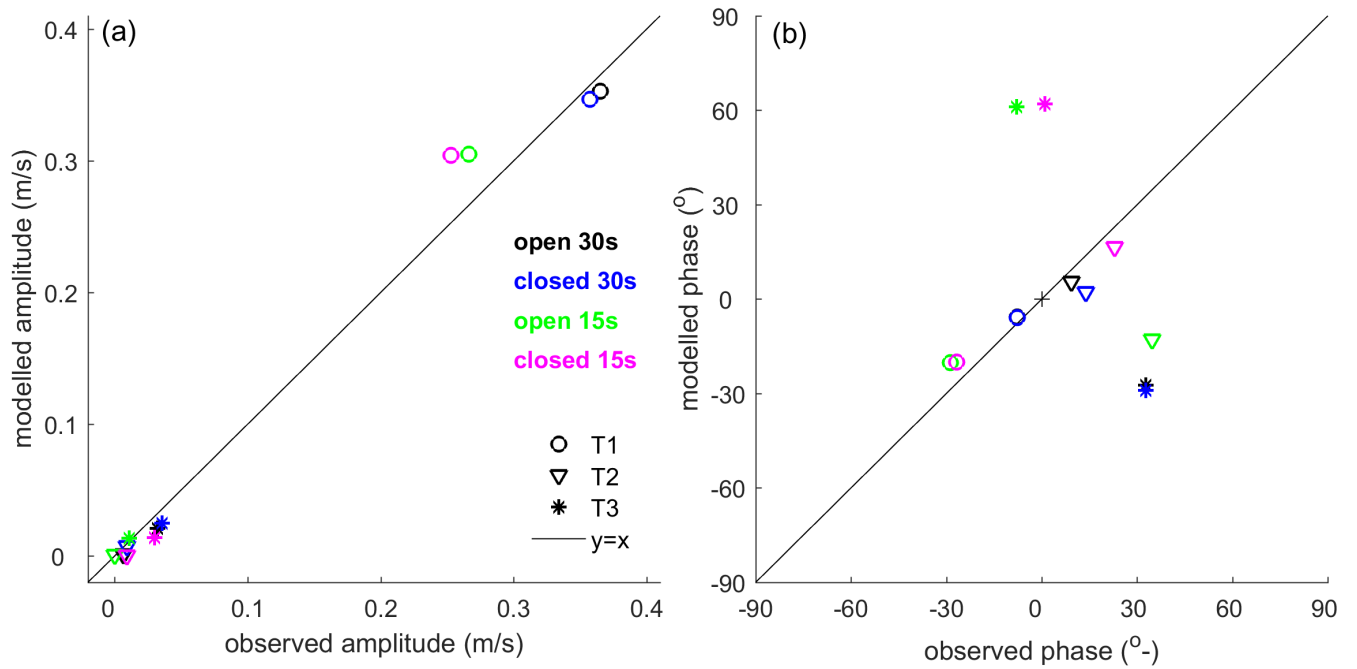 (a)
0.4
0.3
0.2
0.1
0
modelled amplitude (m/s)
open 30s
closed 30s
open 15s
closed 15s
T1
T2
T3
y=x
0
0.1
0.2
0.3
0.4
observed amplitude (m/s)
(b)
90
60
30
0
-30
-60
-90
modelled phase (o)
-90
-60
-30
0
30
60
90
observed phase (o-)